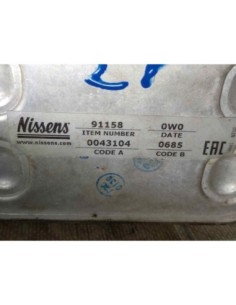 Nissens
www.nissens.com
91158 0W0
ITEM NUMBER DATE
0043104 0685
CODE A CODE B
EAC